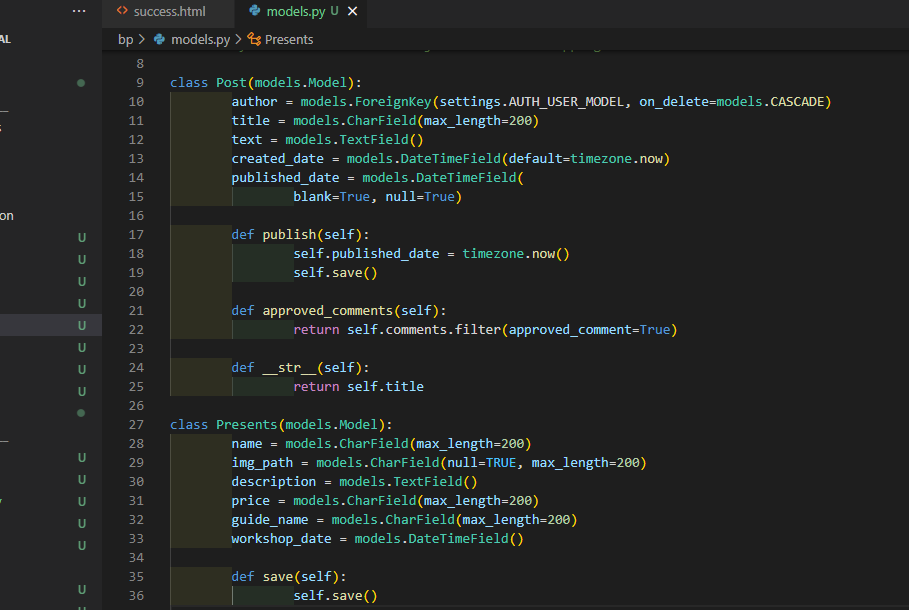 ··· success.html models.py U ×
AL
bp > models.py > Presents
8
9 class Post(models.Model):
10 author = models.ForeignKey(settings.AUTH_USER_MODEL, on_delete=models.CASCADE)
11 title = models.CharField(max_length=200)
12 text = models.TextField()
13 created_date = models.DateTimeField(default=timezone.now)
14 published_date = models.DateTimeField(
15 blank=True, null=True)
on 16
U 17 def publish(self):
U 18 self.published_date = timezone.now()
U 19 self.save()
U 20
U 21 def approved_comments(self):
22 return self.comments.filter(approved_comment=True)
U 23
U 24 def __str__(self):
U 25 return self.title
26
27 class Presents(models.Model):
28 name = models.CharField(max_length=200)
U 29 img_path = models.CharField(null=TRUE, max_length=200)
U 30 description = models.TextField()
U 31 price = models.CharField(max_length=200)
U 32 guide_name = models.CharField(max_length=200)
U 33 workshop_date = models.DateTimeField()
34
U 35 def save(self):
36 self.save()